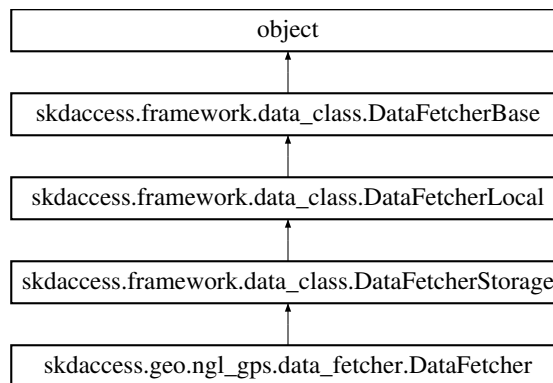 object
skdaccess.framework.data_class.DataFetcherBase
skdaccess.framework.data_class.DataFetcherLocal
skdaccess.framework.data_class.DataFetcherStorage
skdaccess.geo.ngl_gps.data_fetcher.DataFetcher